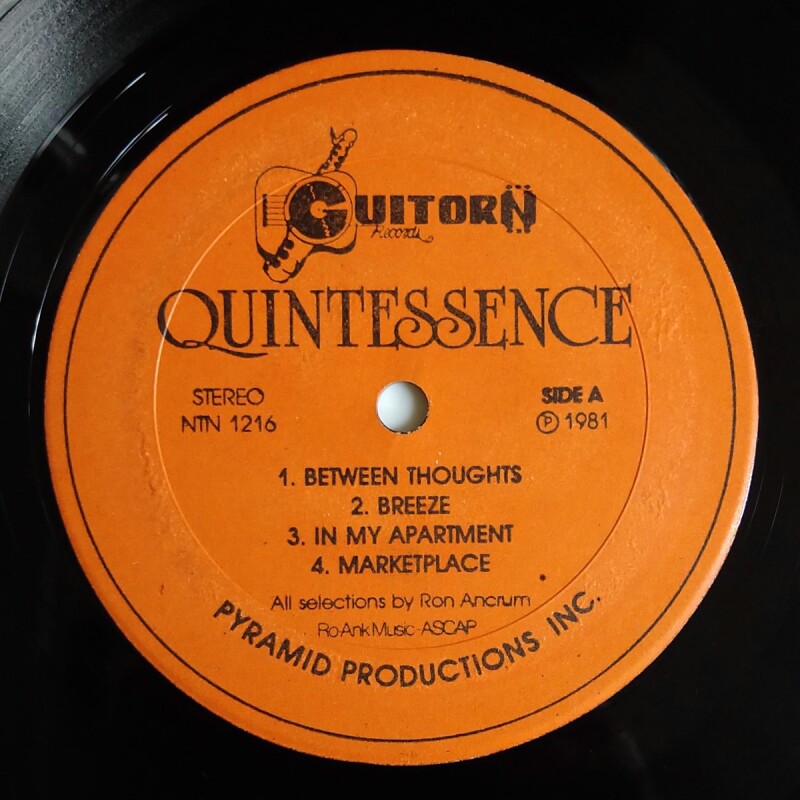 GUITORN
Records
QUINTESSENCE
STEREO
NTN 1216
SIDE A
Ⓟ 1981
1. BETWEEN THOUGHTS
2. BREEZE
3. IN MY APARTMENT
4. MARKETPLACE
All selections by Ron Ancrum
Ro-Ank Music-ASCAP
PYRAMID PRODUCTIONS INC.